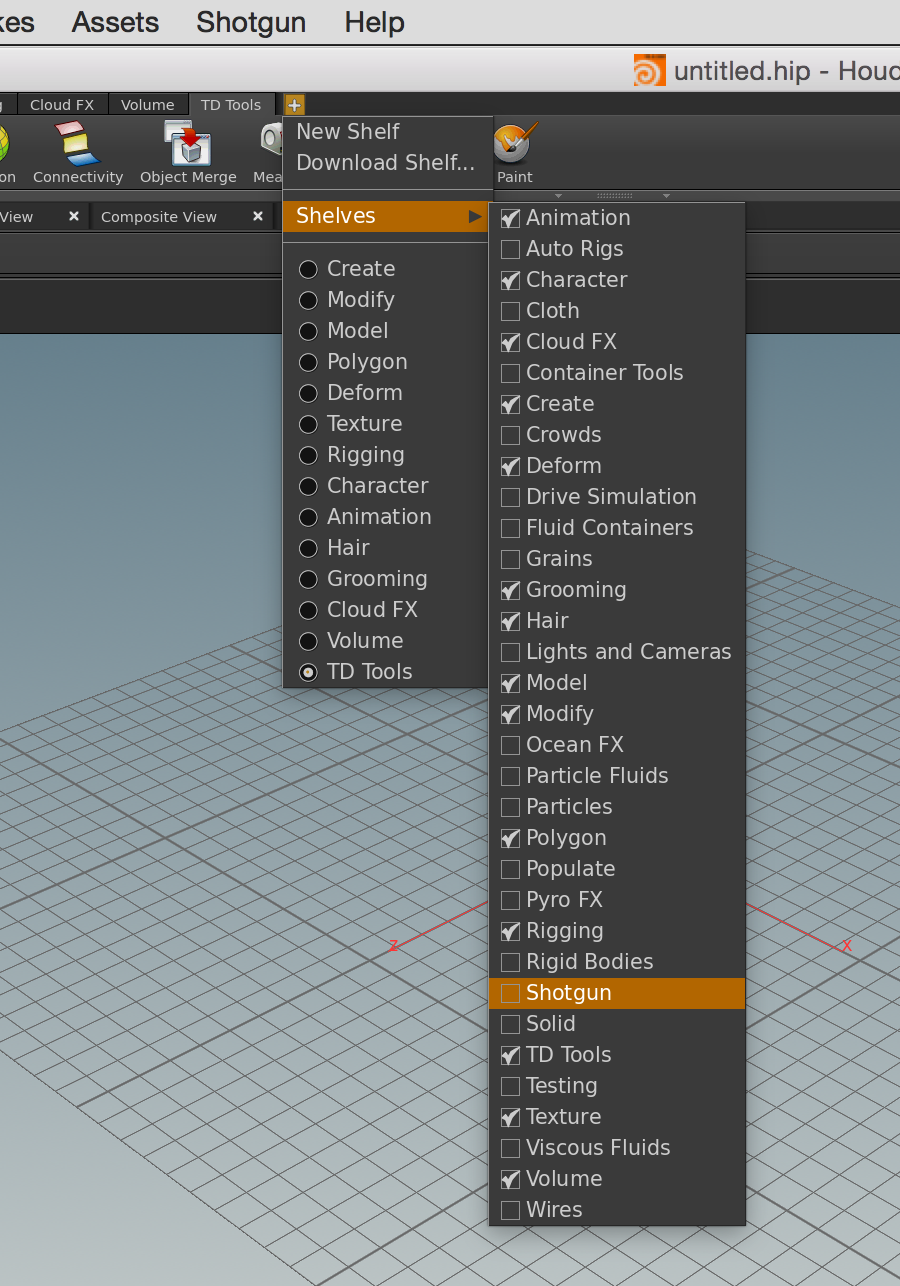 Assets Shotgun Help
untitled.hip - Houd
Cloud FX Volume TD Tools
Connectivity Object Merge Mea Paint
New Shelf
Download Shelf...
View Composite View
Shelves
Create
Modify
Model
Polygon
Deform
Texture
Rigging
Character
Animation
Hair
Grooming
Cloud FX
Volume
TD Tools
Animation
Auto Rigs
Character
Cloth
Cloud FX
Container Tools
Create
Crowds
Deform
Drive Simulation
Fluid Containers
Grains
Grooming
Hair
Lights and Cameras
Model
Modify
Ocean FX
Particle Fluids
Particles
Polygon
Populate
Pyro FX
Rigging
Rigid Bodies
Shotgun
Solid
TD Tools
Testing
Texture
Viscous Fluids
Volume
Wires
z
x